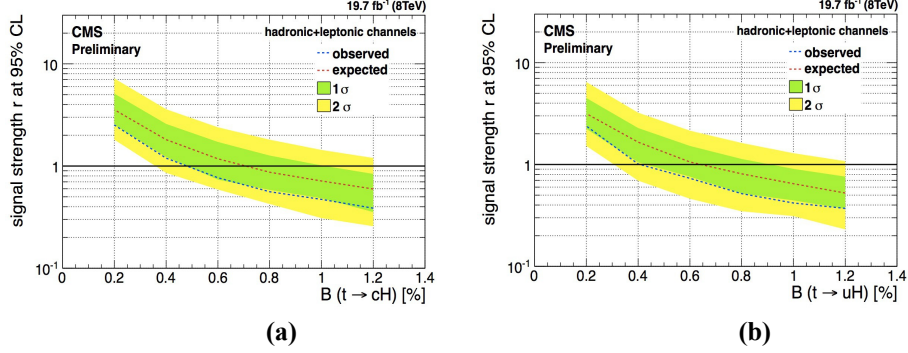 19.7 fb⁻¹ (8TeV)
signal strength r at 95% CL
CMS
Preliminary
hadronic+leptonic channels
observed
expected
1 σ
2 σ
10
1
10⁻¹
0 0.2 0.4 0.6 0.8 1 1.2 1.4
B (t → cH) [%]
(a)
19.7 fb⁻¹ (8TeV)
signal strength r at 95% CL
CMS
Preliminary
hadronic+leptonic channels
observed
expected
1 σ
2 σ
10
1
10⁻¹
0 0.2 0.4 0.6 0.8 1 1.2 1.4
B (t → uH) [%]
(b)